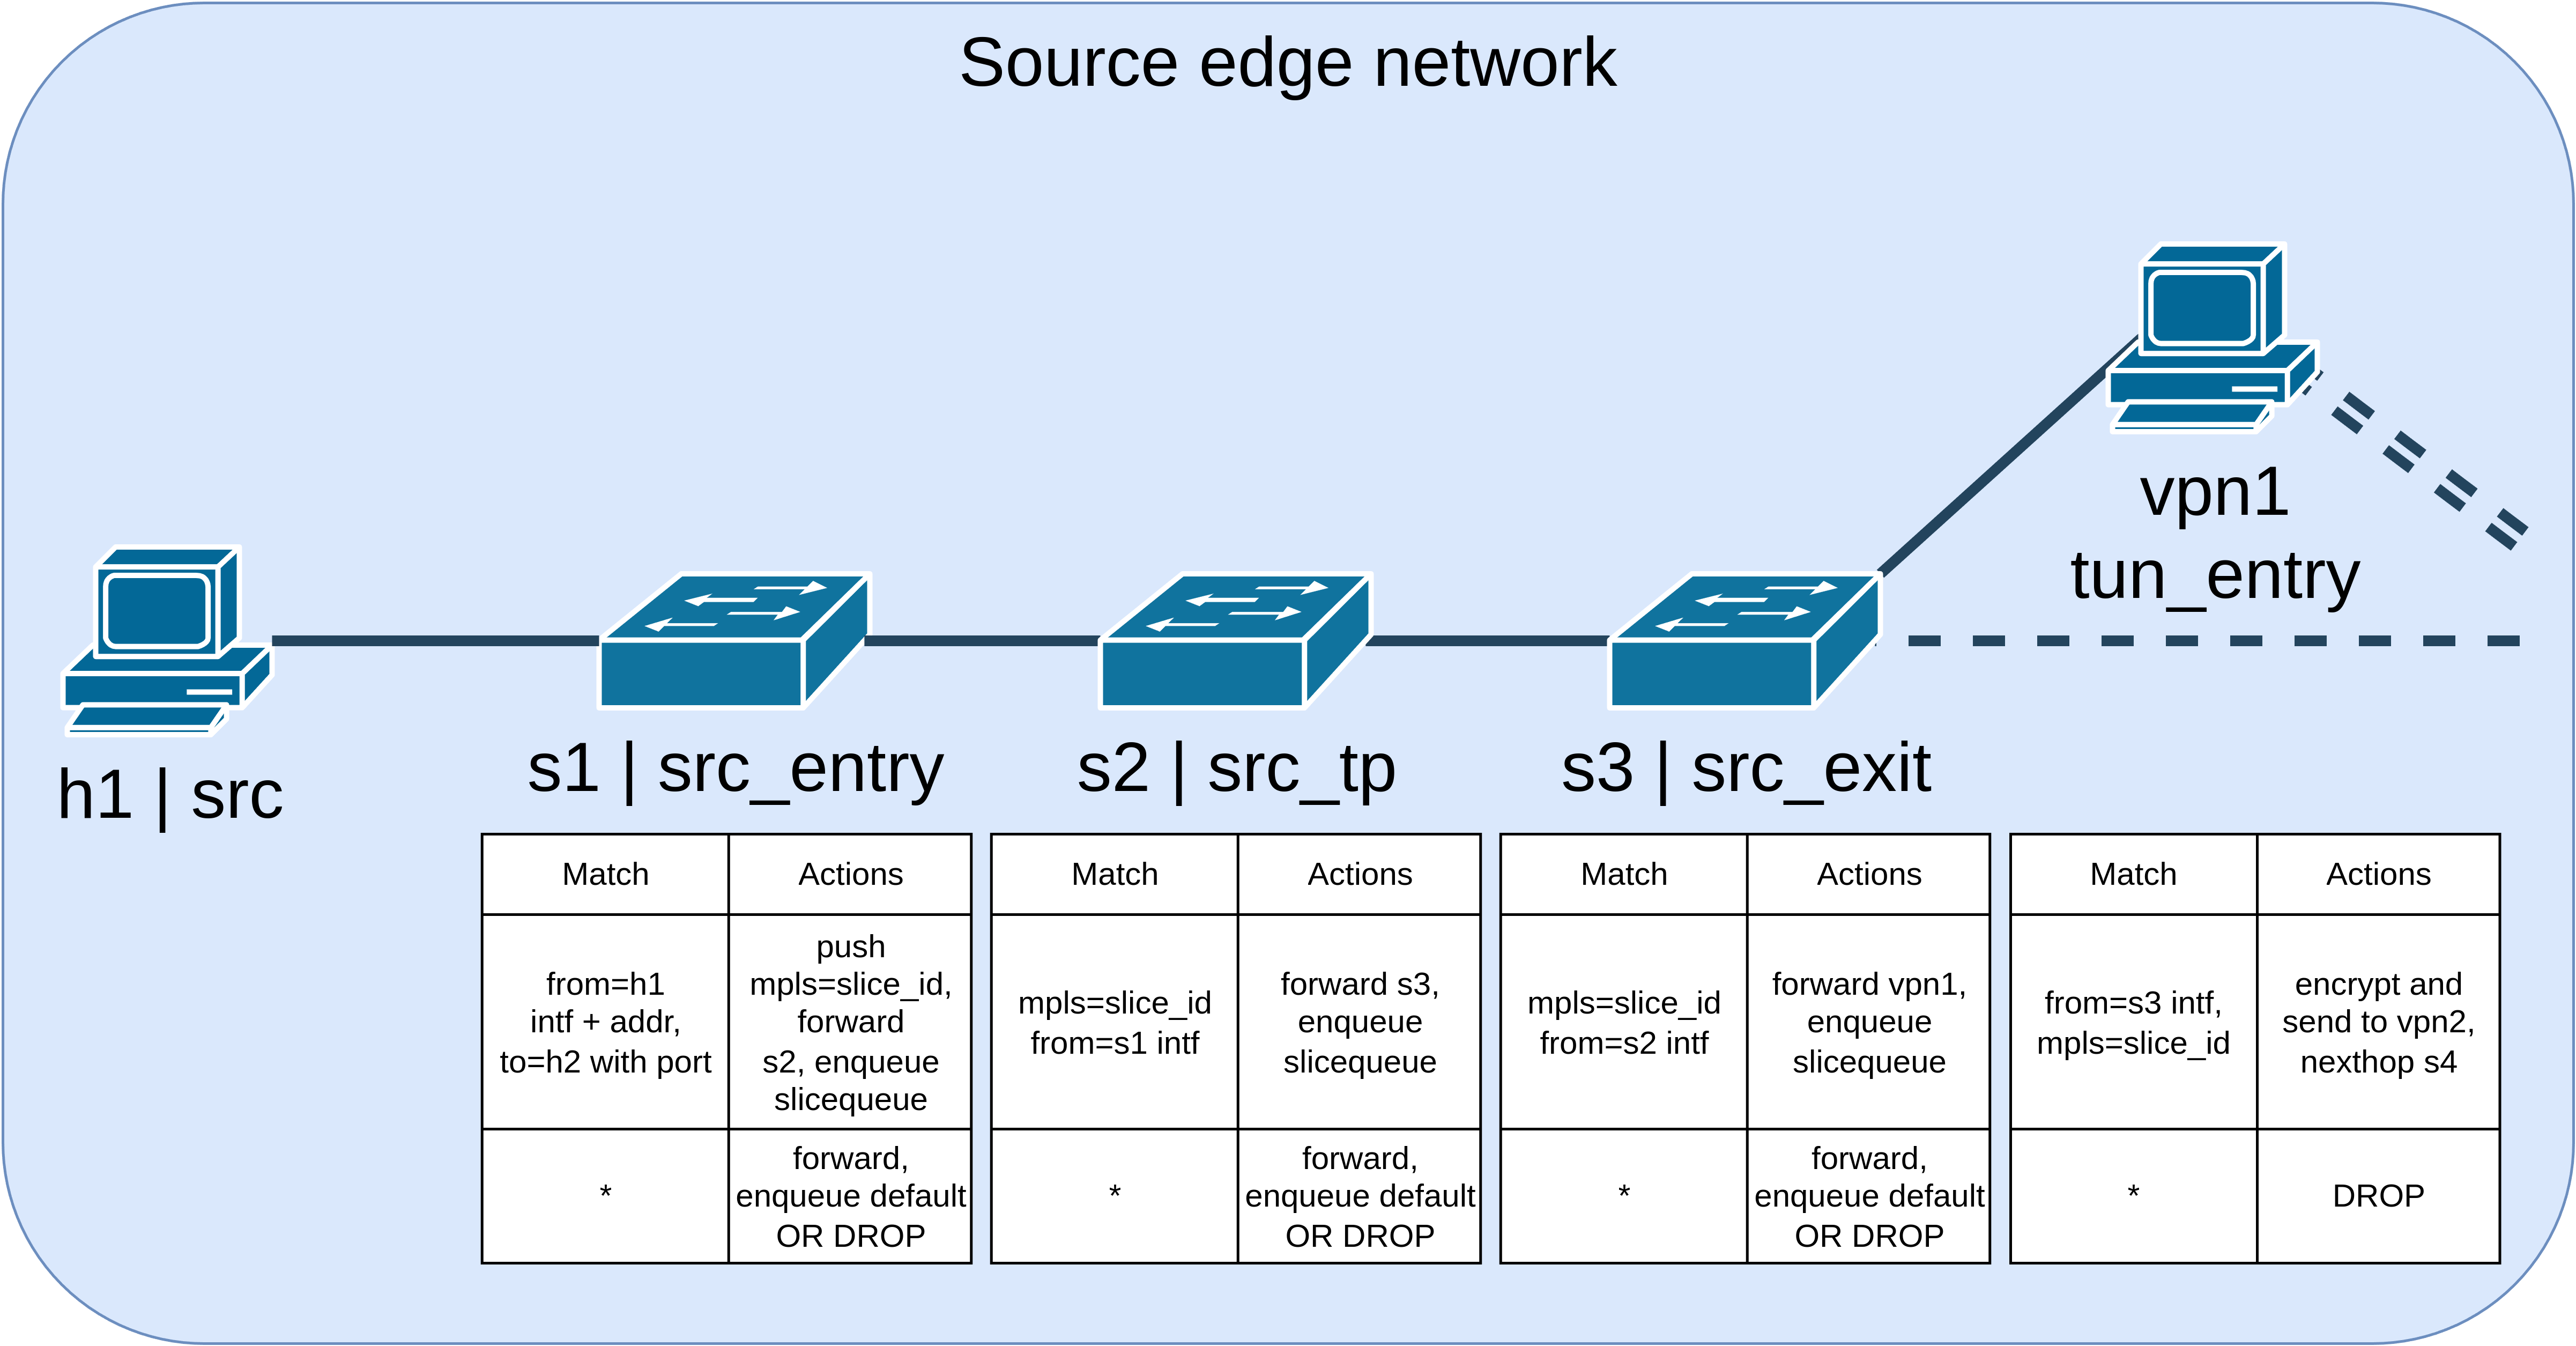 Source edge network
vpn1
tun_entry
h1 | src
s1 | src_entry
s2 | src_tp
s3 | src_exit
Match
Actions
from=h1
intf + addr,
to=h2 with port
push
mpls=slice_id,
forward
s2, enqueue
slicequeue
*
forward,
enqueue default
OR DROP
Match
Actions
mpls=slice_id
from=s1 intf
forward s3,
enqueue
slicequeue
*
forward,
enqueue default
OR DROP
Match
Actions
mpls=slice_id
from=s2 intf
forward vpn1,
enqueue
slicequeue
*
forward,
enqueue default
OR DROP
Match
Actions
from=s3 intf,
mpls=slice_id
encrypt and
send to vpn2,
nexthop s4
*
DROP